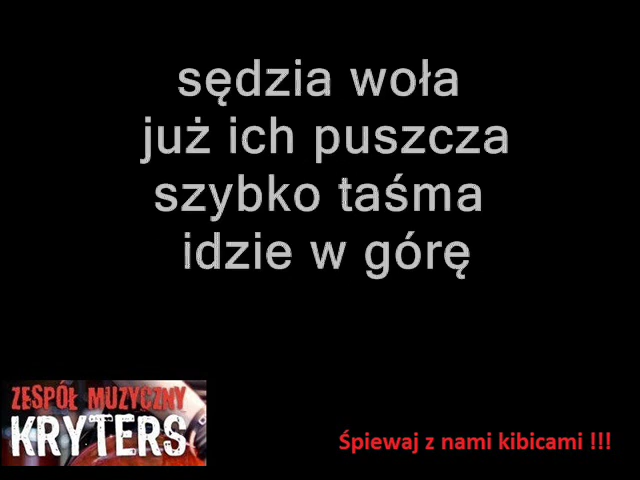 sędzia woła
już ich puszcza
szybko taśma
idzie w górę
ZESPÓŁ MUZYCZNY
KRYTERS
Śpiewaj z nami kibicami !!!